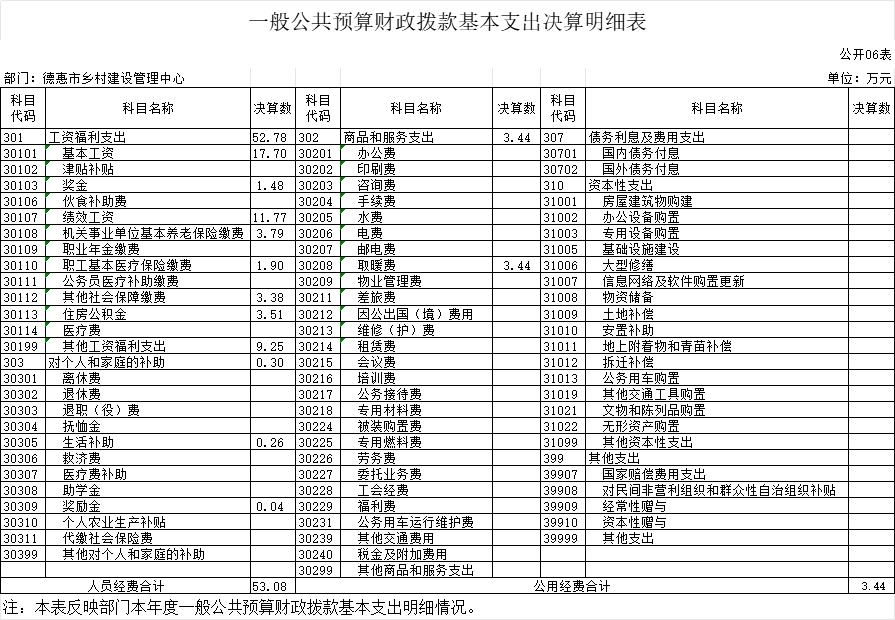 一般公共预算财政拨款基本支出决算明细表
公开06表
部门：德惠市乡村建设管理中心 单位：万元
科目代码 科目名称 决算数 科目代码 科目名称 决算数 科目代码 科目名称 决算数
301 工资福利支出 52.78 302 商品和服务支出 3.44 307 债务利息及费用支出
30101 基本工资 17.70 30201 办公费 30701 国内债务付息
30102 津贴补贴 30202 印刷费 30702 国外债务付息
30103 奖金 1.48 30203 咨询费 310 资本性支出
30106 伙食补助费 30204 手续费 31001 房屋建筑物购建
30107 绩效工资 11.77 30205 水费 31002 办公设备购置
30108 机关事业单位基本养老保险缴费 3.79 30206 电费 31003 专用设备购置
30109 职业年金缴费 30207 邮电费 31005 基础设施建设
30110 职工基本医疗保险缴费 1.90 30208 取暖费 3.44 31006 大型修缮
30111 公务员医疗补助缴费 30209 物业管理费 31007 信息网络及软件购置更新
30112 其他社会保障缴费 3.38 30211 差旅费 31008 物资储备
30113 住房公积金 3.51 30212 因公出国（境）费用 31009 土地补偿
30114 医疗费 30213 维修（护）费 31010 安置补助
30199 其他工资福利支出 9.25 30214 租赁费 31011 地上附着物和青苗补偿
303 对个人和家庭的补助 0.30 30215 会议费 31012 拆迁补偿
30301 离休费 30216 培训费 31013 公务用车购置
30302 退休费 30217 公务接待费 31019 其他交通工具购置
30303 退职（役）费 30218 专用材料费 31021 文物和陈列品购置
30304 抚恤金 30224 被装购置费 31022 无形资产购置
30305 生活补助 0.26 30225 专用燃料费 31099 其他资本性支出
30306 救济费 30226 劳务费 399 其他支出
30307 医疗费补助 30227 委托业务费 39907 国家赔偿费用支出
30308 助学金 30228 工会经费 39908 对民间非营利组织和群众性自治组织补贴
30309 奖励金 0.04 30229 福利费 39909 经常性赠与
30310 个人农业生产补贴 30231 公务用车运行维护费 39910 资本性赠与
30311 代缴社会保险费 30239 其他交通费用 39999 其他支出
30399 其他对个人和家庭的补助 30240 税金及附加费用
30299 其他商品和服务支出
人员经费合计 53.08 公用经费合计 3.44
注：本表反映部门本年度一般公共预算财政拨款基本支出明细情况。